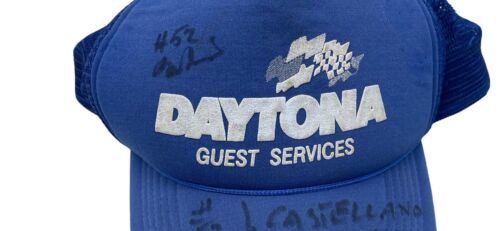 #52
DAYTONA
GUEST SERVICES
# CASTELLANO